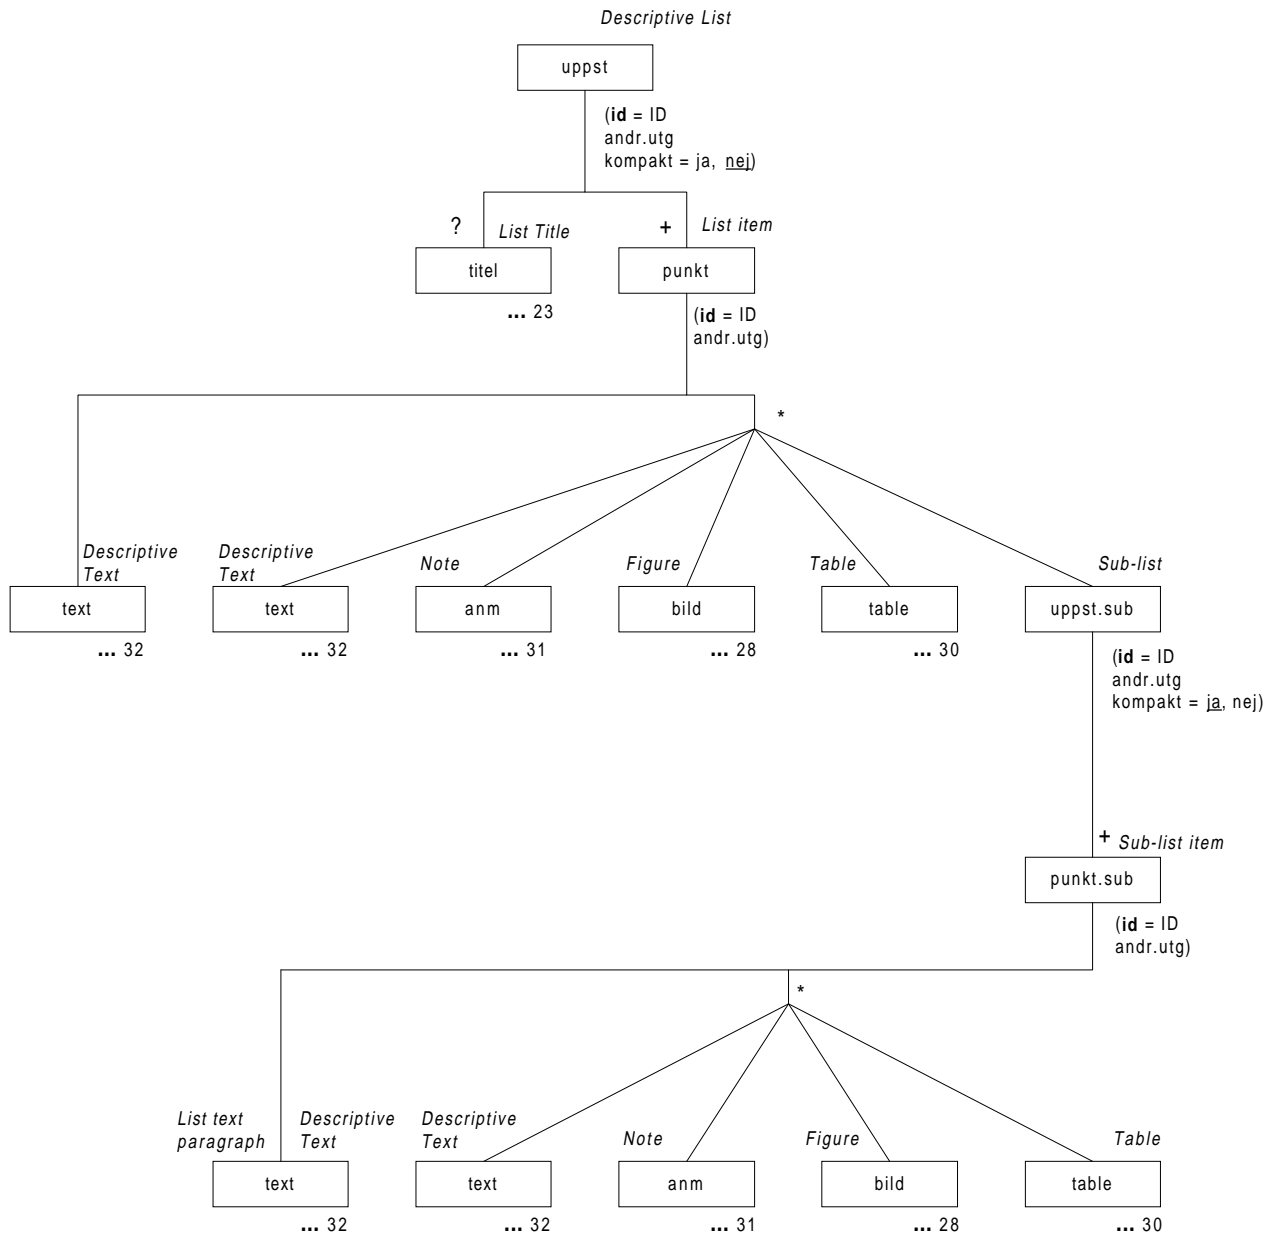 Descriptive List
uppst
(id = ID
andr.utg
kompakt = ja, nej)
? List Title + List item
titel punkt
... 23
(id = ID
andr.utg)
*
Descriptive
Text
Descriptive
Text
Note Figure Table Sub-list
text text anm bild table uppst.sub
... 32 ... 32 ... 31 ... 28 ... 30
(id = ID
andr.utg
kompakt = ja, nej)
+ Sub-list item
punkt.sub
(id = ID
andr.utg)
*
List text
paragraph
Descriptive
Text
Descriptive
Text
Note Figure Table
text text anm bild table
... 32 ... 32 ... 31 ... 28 ... 30